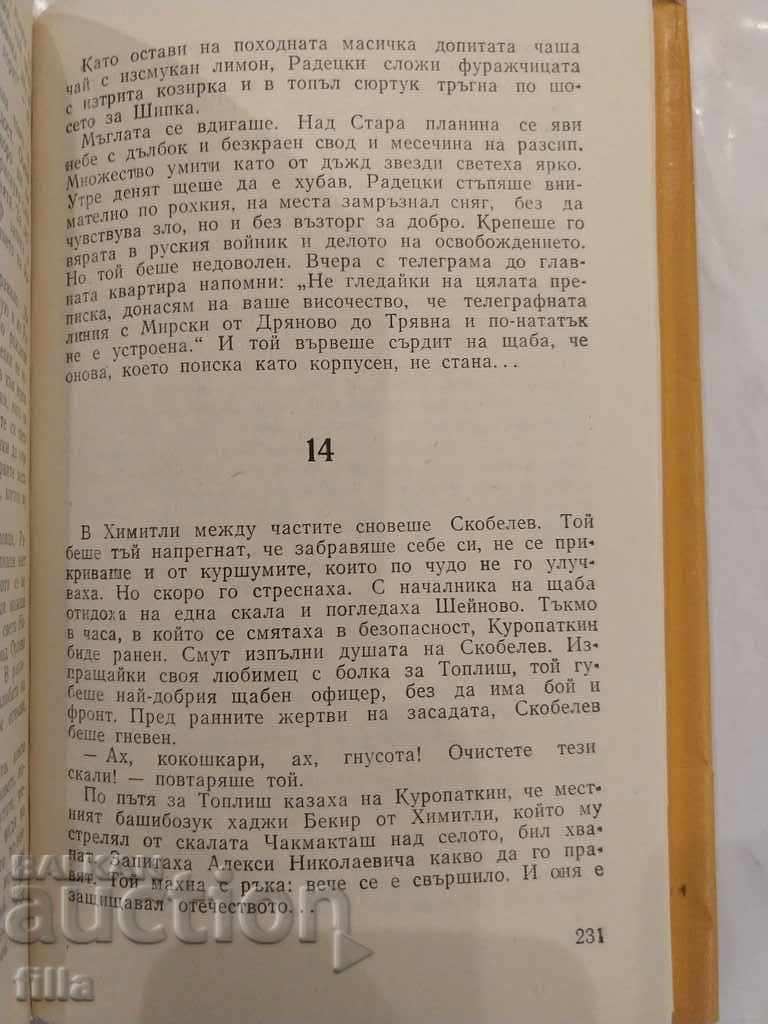 Като остави на походната масичка допитата чаша
чай с изсмукан лимон, Радецки сложи фуражчицата
с изтрита козирка и в топъл сюртук тръгна по шо-
сето за Шипка.
Мъглата се вдигаше. Над Стара планина се яви
небе с дълбок и безкраен свод и месечина на разсип.
Множество умити като от дъжд звезди светеха ярко.
Утре денят щеше да е хубав. Радецки стъпяше вни-
мателно по рохкия, на места замръзнал сняг, без да
чувствува зло, но и без възторг за добро. Крепеше го
вярата в руския войник и делото на освобождението.
Но той беше недоволен. Вчера с телеграма до глав-
ната квартира напомни: „Не гледайки на цялата пре-
писка, донасям на ваше височество, че телеграфната
линия с Мирски от Дряново до Трявна и по-нататък
не е устроена.“ И той вървеше сърдит на щаба, че
онова, което поиска като корпусен, не стана...
14
В Химитли между частите сновеше Скобелев. Той
беше тъй напрегнат, че забравяше себе си, не се при-
криваше и от куршумите, които по чудо не го улуч-
ваха. Но скоро го стреснаха. С началника на щаба
отидоха на една скала и погледаха Шейново. Тъкмо
в часа, в който се смятаха в безопасност, Куропаткин
биде ранен. Смут изпълни душата на Скобелев. Из-
пращайки своя любимец с болка за Топлиш, той гу-
беше най-добрия щабен офицер, без да има бой и
фронт. Пред ранните жертви на засадата, Скобелев
беше гневен.
— Ах, кокошкари, ах, гнусота! Очистете тези
скали! — повтаряше той.
По пътя за Топлиш казаха на Куропаткин, че мест-
ният башибозук хаджи Бекир от Химитли, който му
стрелял от скалата Чакмакташ над селото, бил хва-
нат. Запитаха Алекси Николаевича какво да го пра-
вят. Той махна с ръка: вече се е свършило. И оня е
защищавал отечеството...
231
БАЛКАН
auction
filla